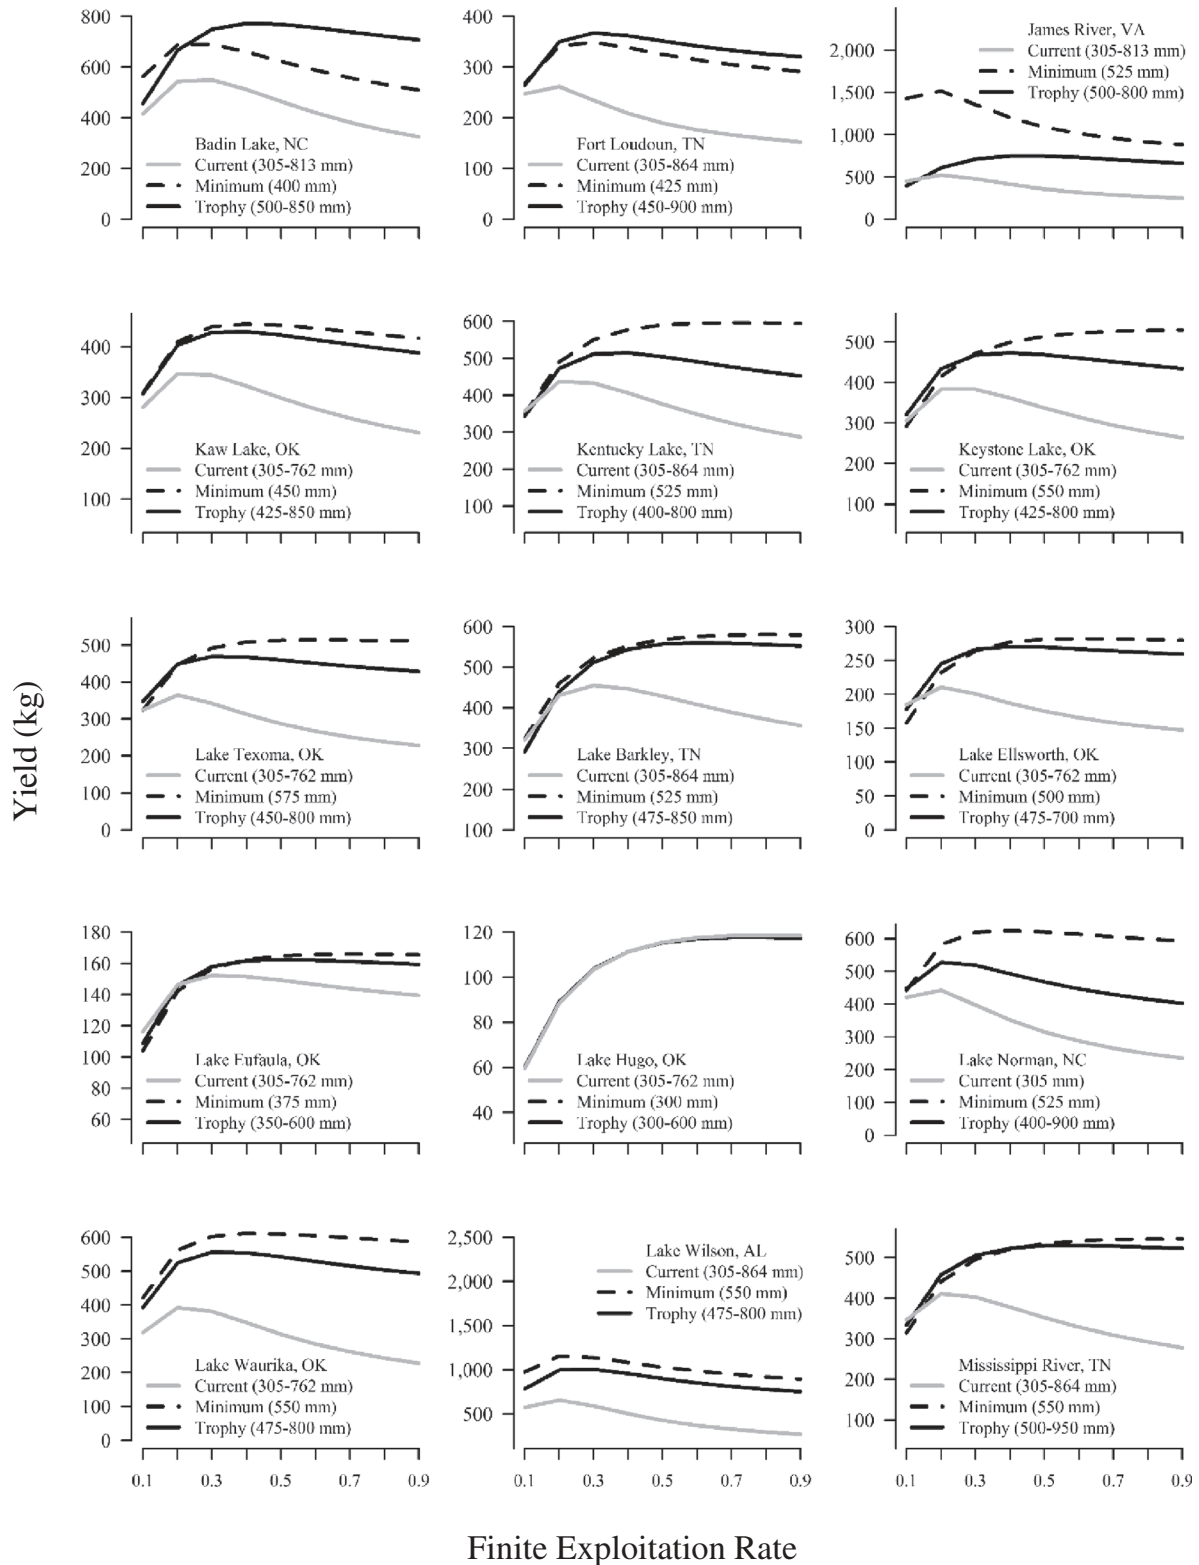 Yield (kg)
800
600
400
200
0
Badin Lake, NC
Current (305-813 mm)
Minimum (400 mm)
Trophy (500-850 mm)
400
300
200
100
0
Fort Loudoun, TN
Current (305-864 mm)
Minimum (425 mm)
Trophy (450-900 mm)
2,000
1,500
1,000
500
0
James River, VA
Current (305-813 mm)
Minimum (525 mm)
Trophy (500-800 mm)
400
300
200
100
Kaw Lake, OK
Current (305-762 mm)
Minimum (450 mm)
Trophy (425-850 mm)
600
500
400
300
200
100
Kentucky Lake, TN
Current (305-864 mm)
Minimum (525 mm)
Trophy (400-800 mm)
500
400
300
200
100
Keystone Lake, OK
Current (305-762 mm)
Minimum (550 mm)
Trophy (425-800 mm)
500
400
300
200
100
0
Lake Texoma, OK
Current (305-762 mm)
Minimum (575 mm)
Trophy (450-800 mm)
600
500
400
300
200
100
Lake Barkley, TN
Current (305-864 mm)
Minimum (525 mm)
Trophy (475-850 mm)
300
250
200
150
100
50
0
Lake Ellsworth, OK
Current (305-762 mm)
Minimum (500 mm)
Trophy (475-700 mm)
180
160
140
120
100
80
60
Lake Eufaula, OK
Current (305-762 mm)
Minimum (375 mm)
Trophy (350-600 mm)
120
100
80
60
40
Lake Hugo, OK
Current (305-762 mm)
Minimum (300 mm)
Trophy (300-600 mm)
600
500
400
300
200
100
0
Lake Norman, NC
Current (305 mm)
Minimum (525 mm)
Trophy (400-900 mm)
600
500
400
300
200
100
0
Lake Waurika, OK
Current (305-762 mm)
Minimum (550 mm)
Trophy (475-800 mm)
0.1 0.3 0.5 0.7 0.9
2,500
2,000
1,500
1,000
500
Lake Wilson, AL
Current (305-864 mm)
Minimum (550 mm)
Trophy (475-800 mm)
0.1 0.3 0.5 0.7 0.9
500
400
300
200
100
Mississippi River, TN
Current (305-864 mm)
Minimum (550 mm)
Trophy (500-950 mm)
0.1 0.3 0.5 0.7 0.9
Finite Exploitation Rate